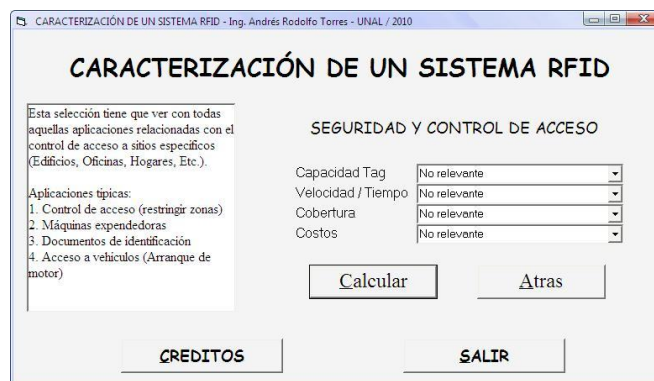 CARACTERIZACIÓN DE UN SISTEMA RFID - Ing. Andrés Rodolfo Torres - UNAL / 2010
CARACTERIZACIÓN DE UN SISTEMA RFID
Esta selección tiene que ver con todas
aquellas aplicaciones relacionadas con el
control de acceso a sitios especificos
(Edificios, Oficinas, Hogares, Etc.).
Aplicaciones tipicas:
1. Control de acceso (restringir zonas)
2. Máquinas expendedoras
3. Documentos de identificación
4. Acceso a vehiculos (Arranque de
motor)
SEGURIDAD Y CONTROL DE ACCESO
Capacidad Tag No relevante
Velocidad / Tiempo No relevante
Cobertura No relevante
Costos No relevante
Calcular Atras
CREDITOS SALIR